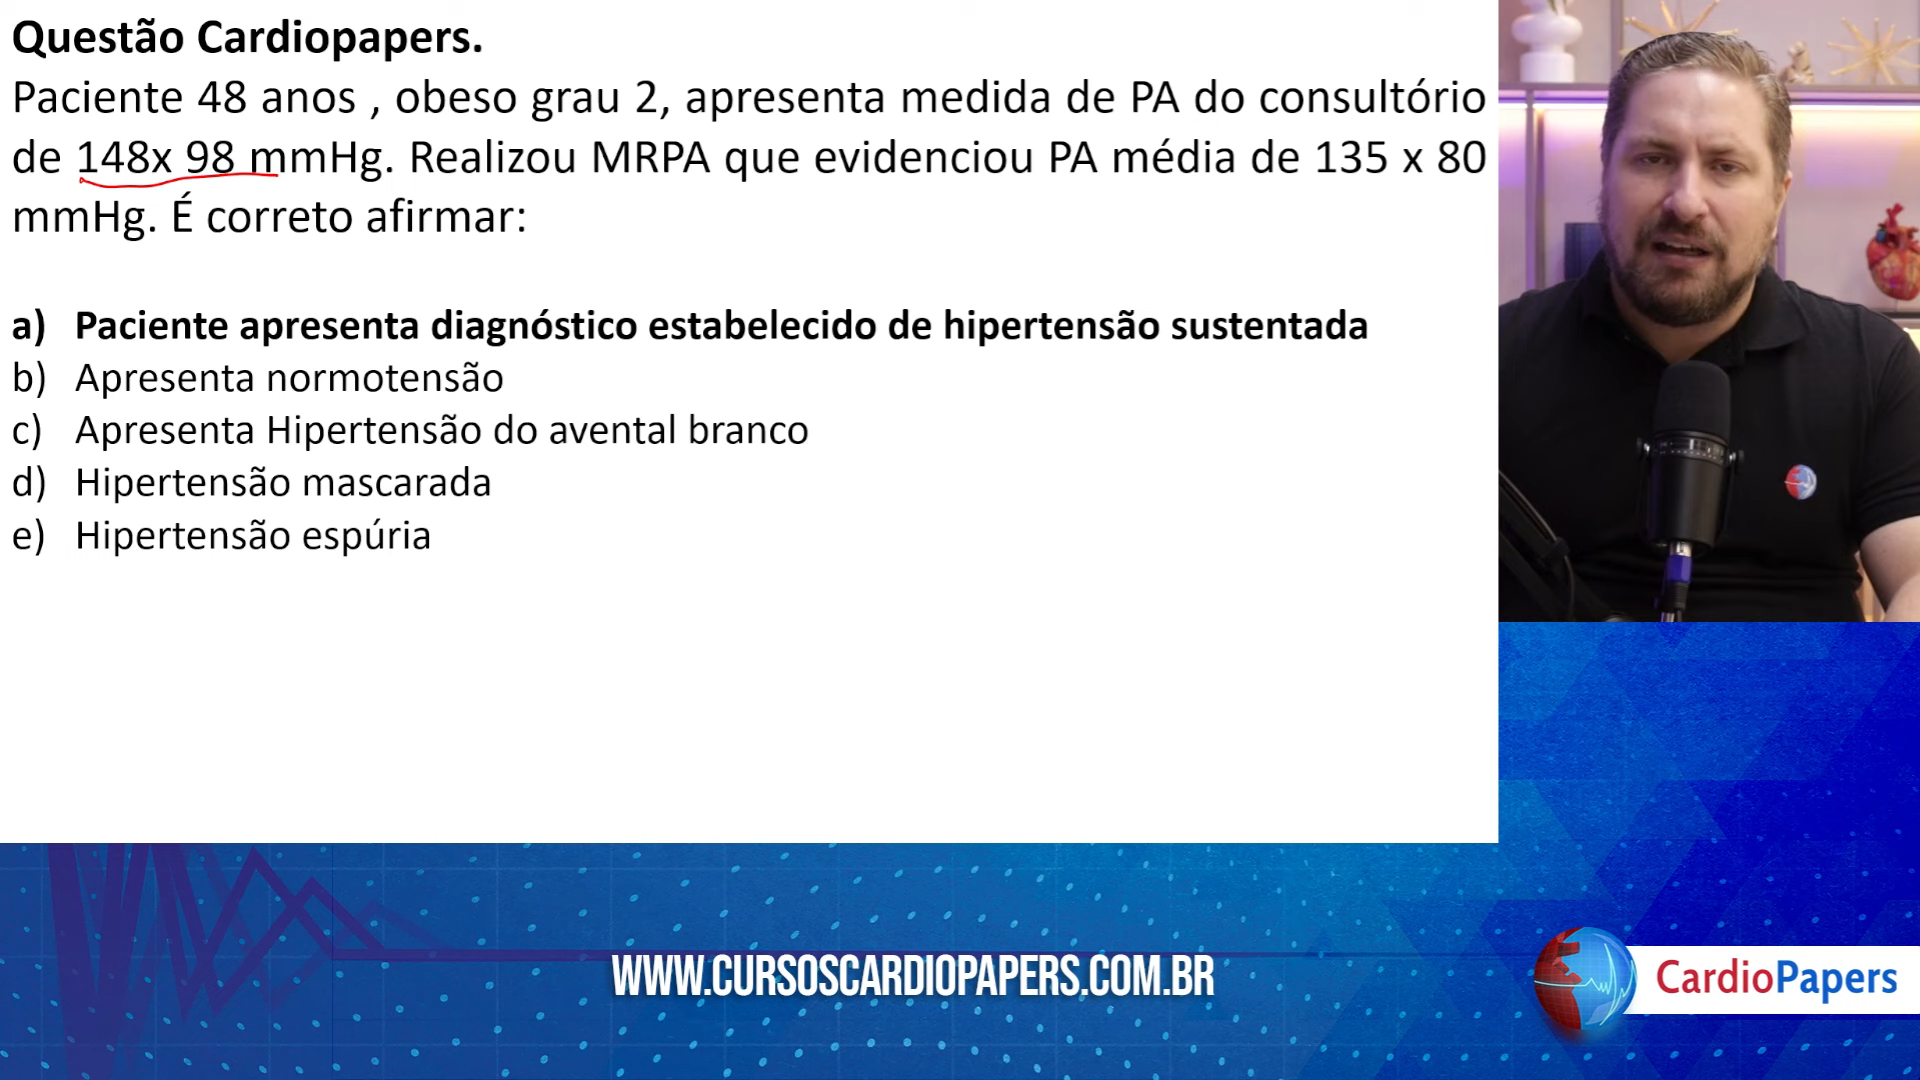 Questão Cardiopapers.
Paciente 48 anos , obeso grau 2, apresenta medida de PA do consultório
de 148x 98 mmHg. Realizou MRPA que evidenciou PA média de 135 x 80
mmHg. É correto afirmar:
a) Paciente apresenta diagnóstico estabelecido de hipertensão sustentada
b) Apresenta normotensão
c) Apresenta Hipertensão do avental branco
d) Hipertensão mascarada
e) Hipertensão espúria
WWW.CURSOSCARDIOPAPERS.COM.BR
CardioPapers